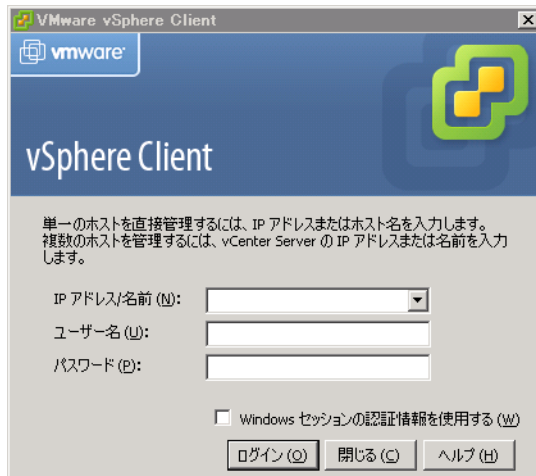 VMware vSphere Client
vmware
vSphere Client
単一のホストを直接管理するには、IP アドレスまたはホスト名を入力します。
複数のホストを管理するには、vCenter Server の IP アドレスまたは名前を入力
します。
IP アドレス/名前 (N):
ユーザー名 (U):
パスワード (P):
Windows セッションの認証情報を使用する (W)
ログイン (O) 閉じる (C) ヘルプ (H)